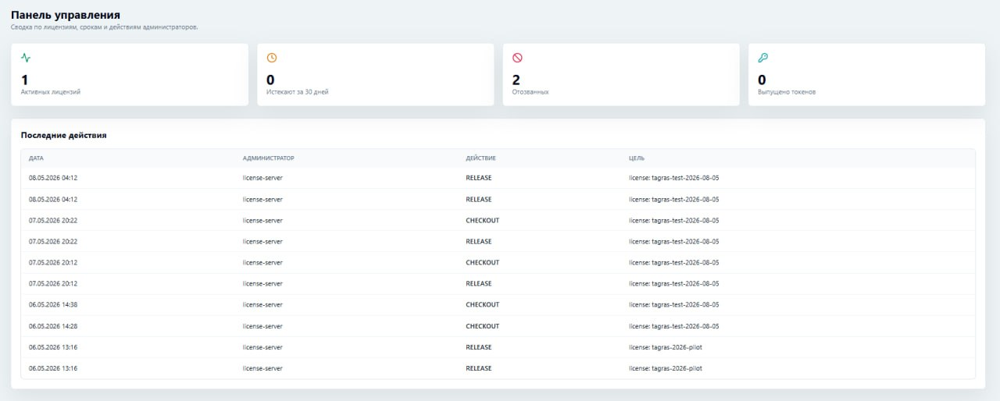 Панель управления
Сводка по лицензиям, срокам и действиям администраторов.
1 0 2 0
Активных лицензий Истекают за 30 дней Отозванных Выпущено токенов
Последние действия
ДАТА АДМИНИСТРАТОР ДЕЙСТВИЕ ЦЕЛЬ
08.05.2026 04:12 license-server RELEASE license: tagras-test-2026-08-05
08.05.2026 04:12 license-server RELEASE license: tagras-test-2026-08-05
07.05.2026 20:22 license-server CHECKOUT license: tagras-test-2026-08-05
07.05.2026 20:22 license-server RELEASE license: tagras-test-2026-08-05
07.05.2026 20:12 license-server CHECKOUT license: tagras-test-2026-08-05
07.05.2026 20:12 license-server RELEASE license: tagras-test-2026-08-05
06.05.2026 14:38 license-server CHECKOUT license: tagras-test-2026-08-05
06.05.2026 14:28 license-server CHECKOUT license: tagras-test-2026-08-05
06.05.2026 13:16 license-server RELEASE license: tagras-2026-pilot
06.05.2026 13:16 license-server RELEASE license: tagras-2026-pilot